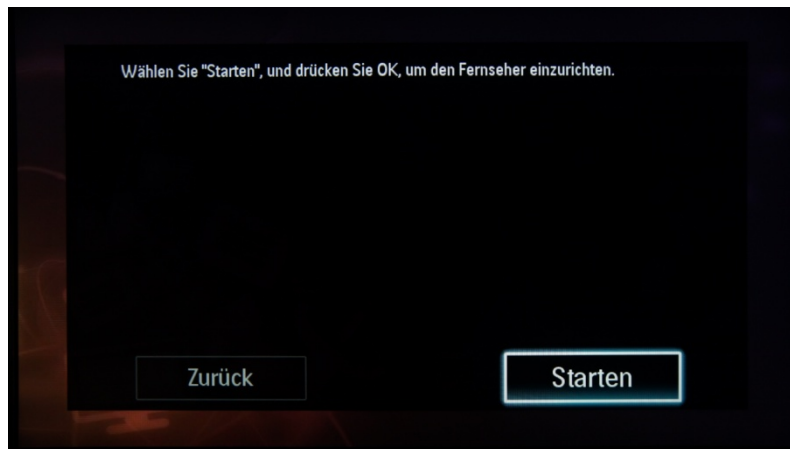 Wählen Sie "Starten", und drücken Sie OK, um den Fernseher einzurichten.
Zurück
Starten